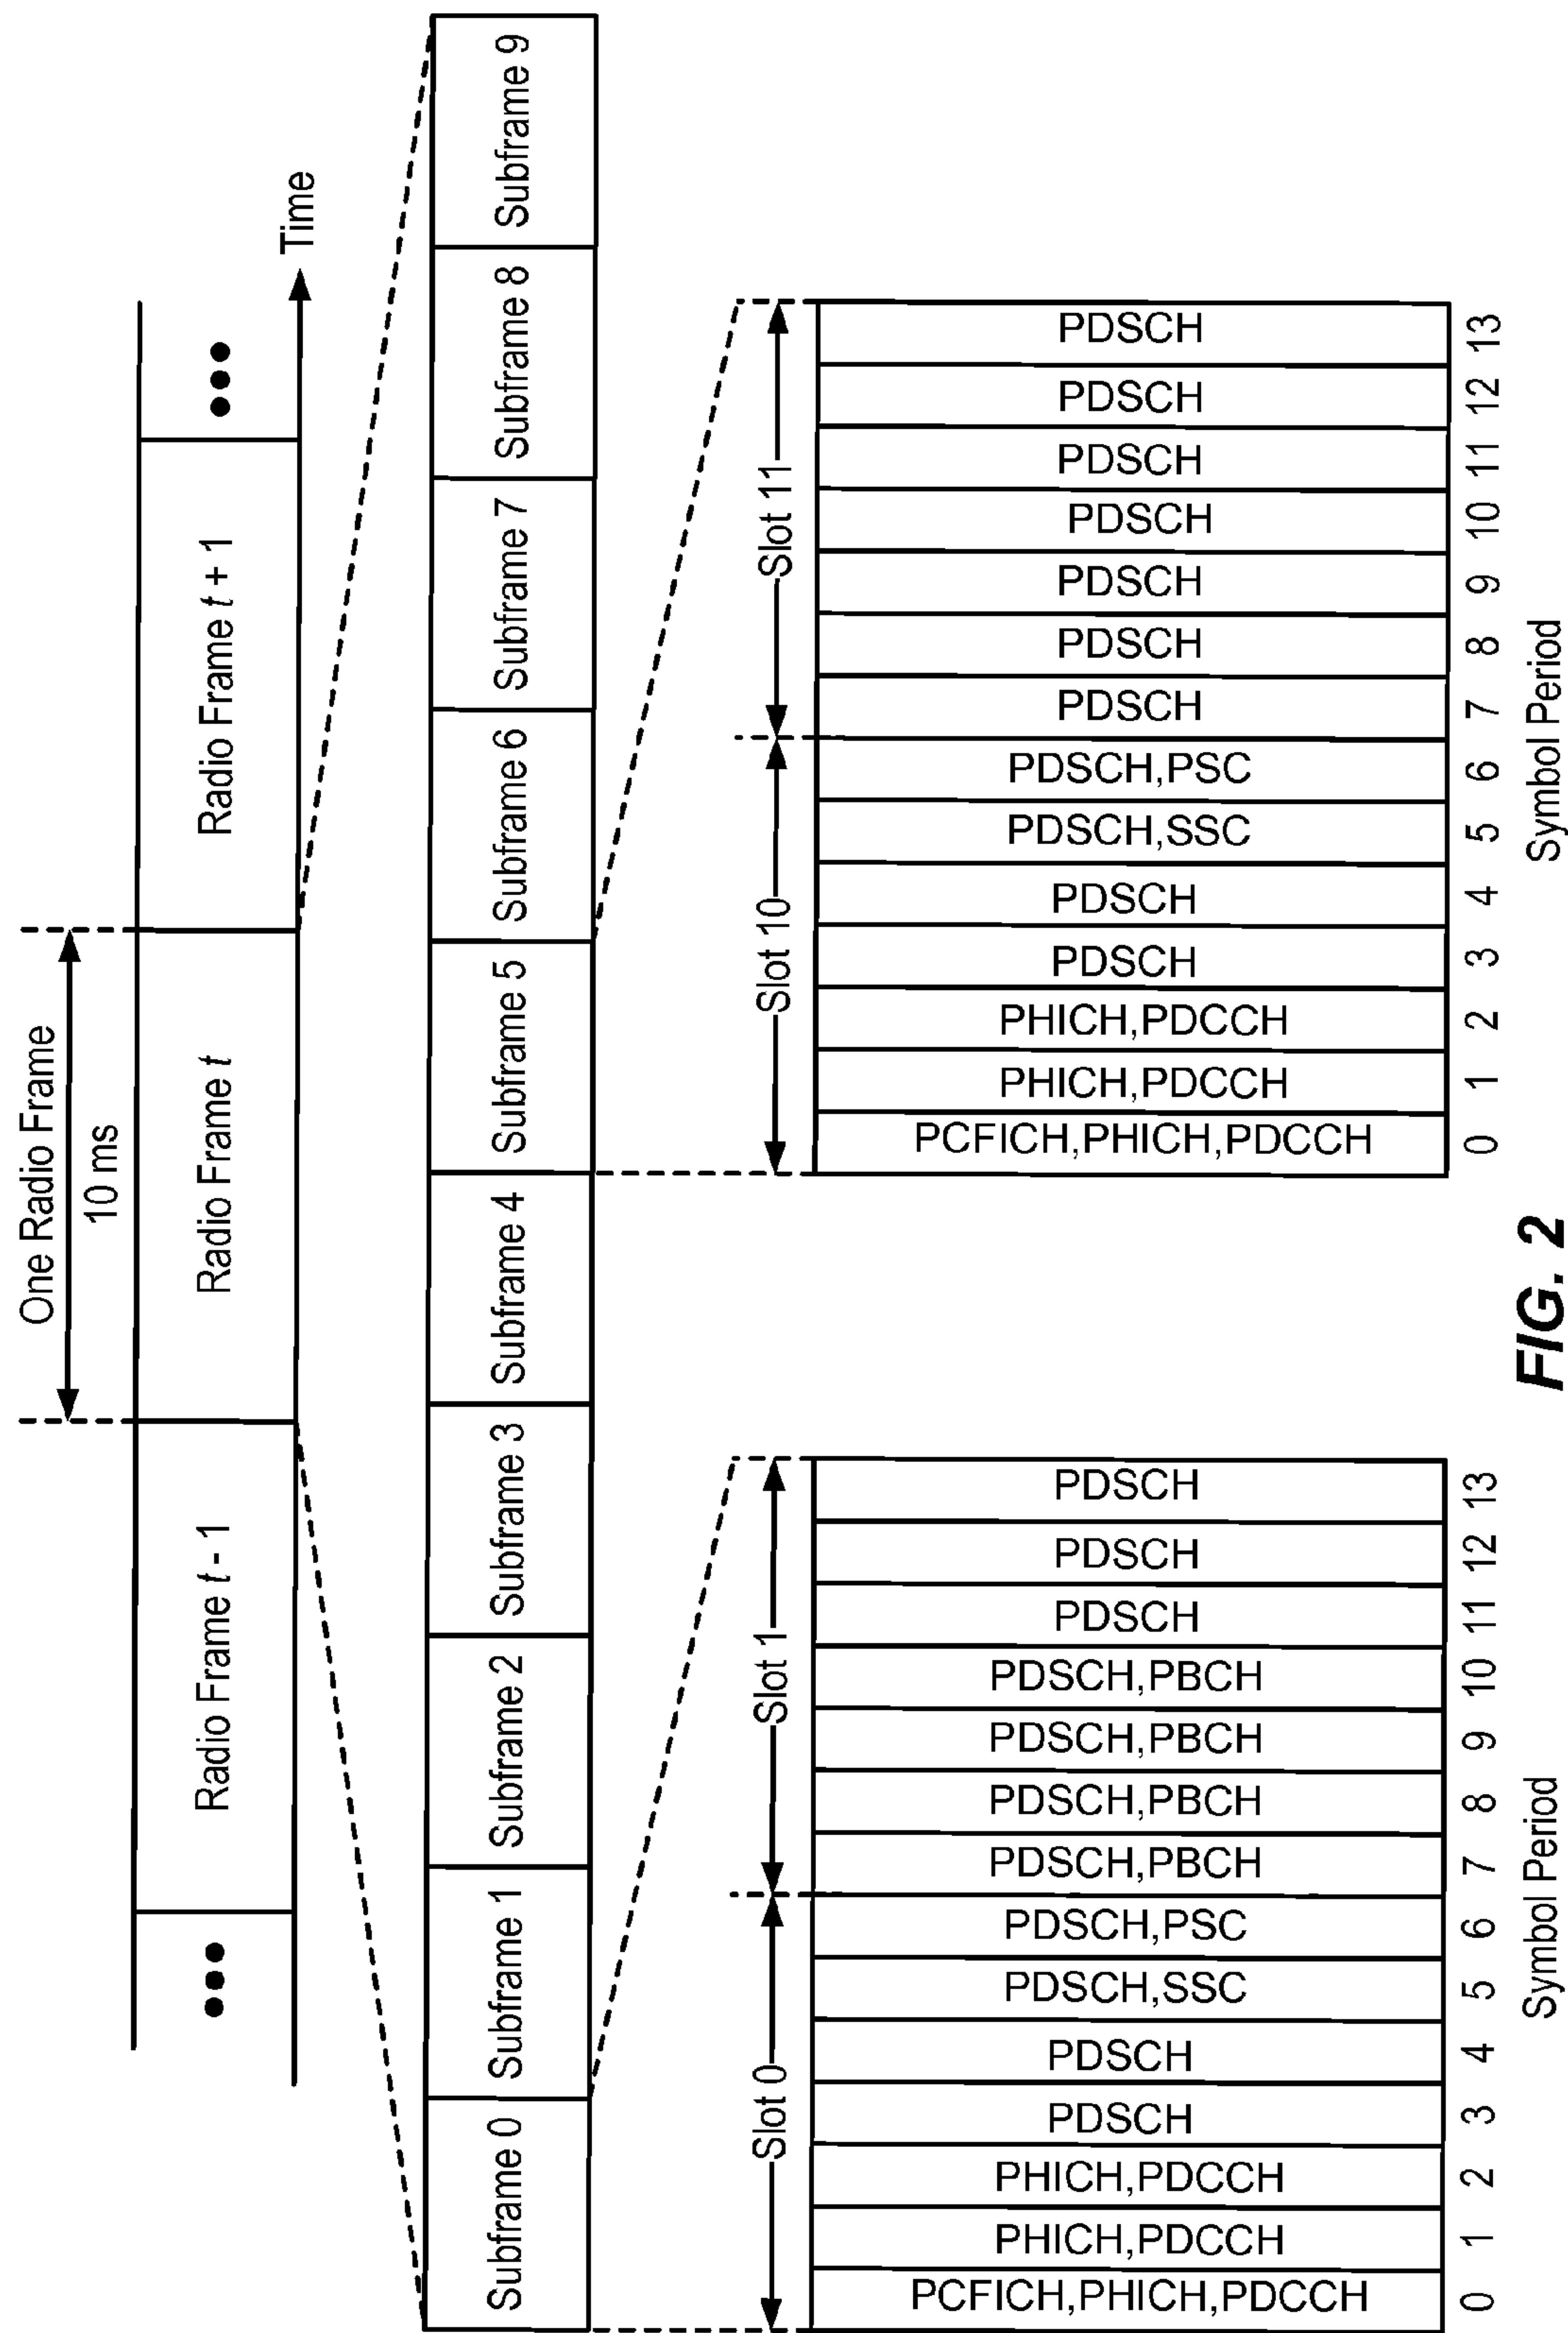 One Radio Frame
10 ms
Radio Frame t - 1
Radio Frame t
Radio Frame t + 1
Time
Subframe 0
Subframe 1
Subframe 2
Subframe 3
Subframe 4
Subframe 5
Subframe 6
Subframe 7
Subframe 8
Subframe 9
Slot 0
Slot 1
PCFICH,PHICH,PDCCH
PHICH,PDCCH
PHICH,PDCCH
PDSCH
PDSCH
PDSCH,SSC
PDSCH,PSC
PDSCH,PBCH
PDSCH,PBCH
PDSCH,PBCH
PDSCH,PBCH
PDSCH
PDSCH
PDSCH
0 1 2 3 4 5 6 7 8 9 10 11 12 13
Symbol Period
Slot 10
Slot 11
PCFICH,PHICH,PDCCH
PHICH,PDCCH
PHICH,PDCCH
PDSCH
PDSCH
PDSCH,SSC
PDSCH,PSC
PDSCH
PDSCH
PDSCH
PDSCH
PDSCH
PDSCH
PDSCH
0 1 2 3 4 5 6 7 8 9 10 11 12 13
Symbol Period
FIG. 2